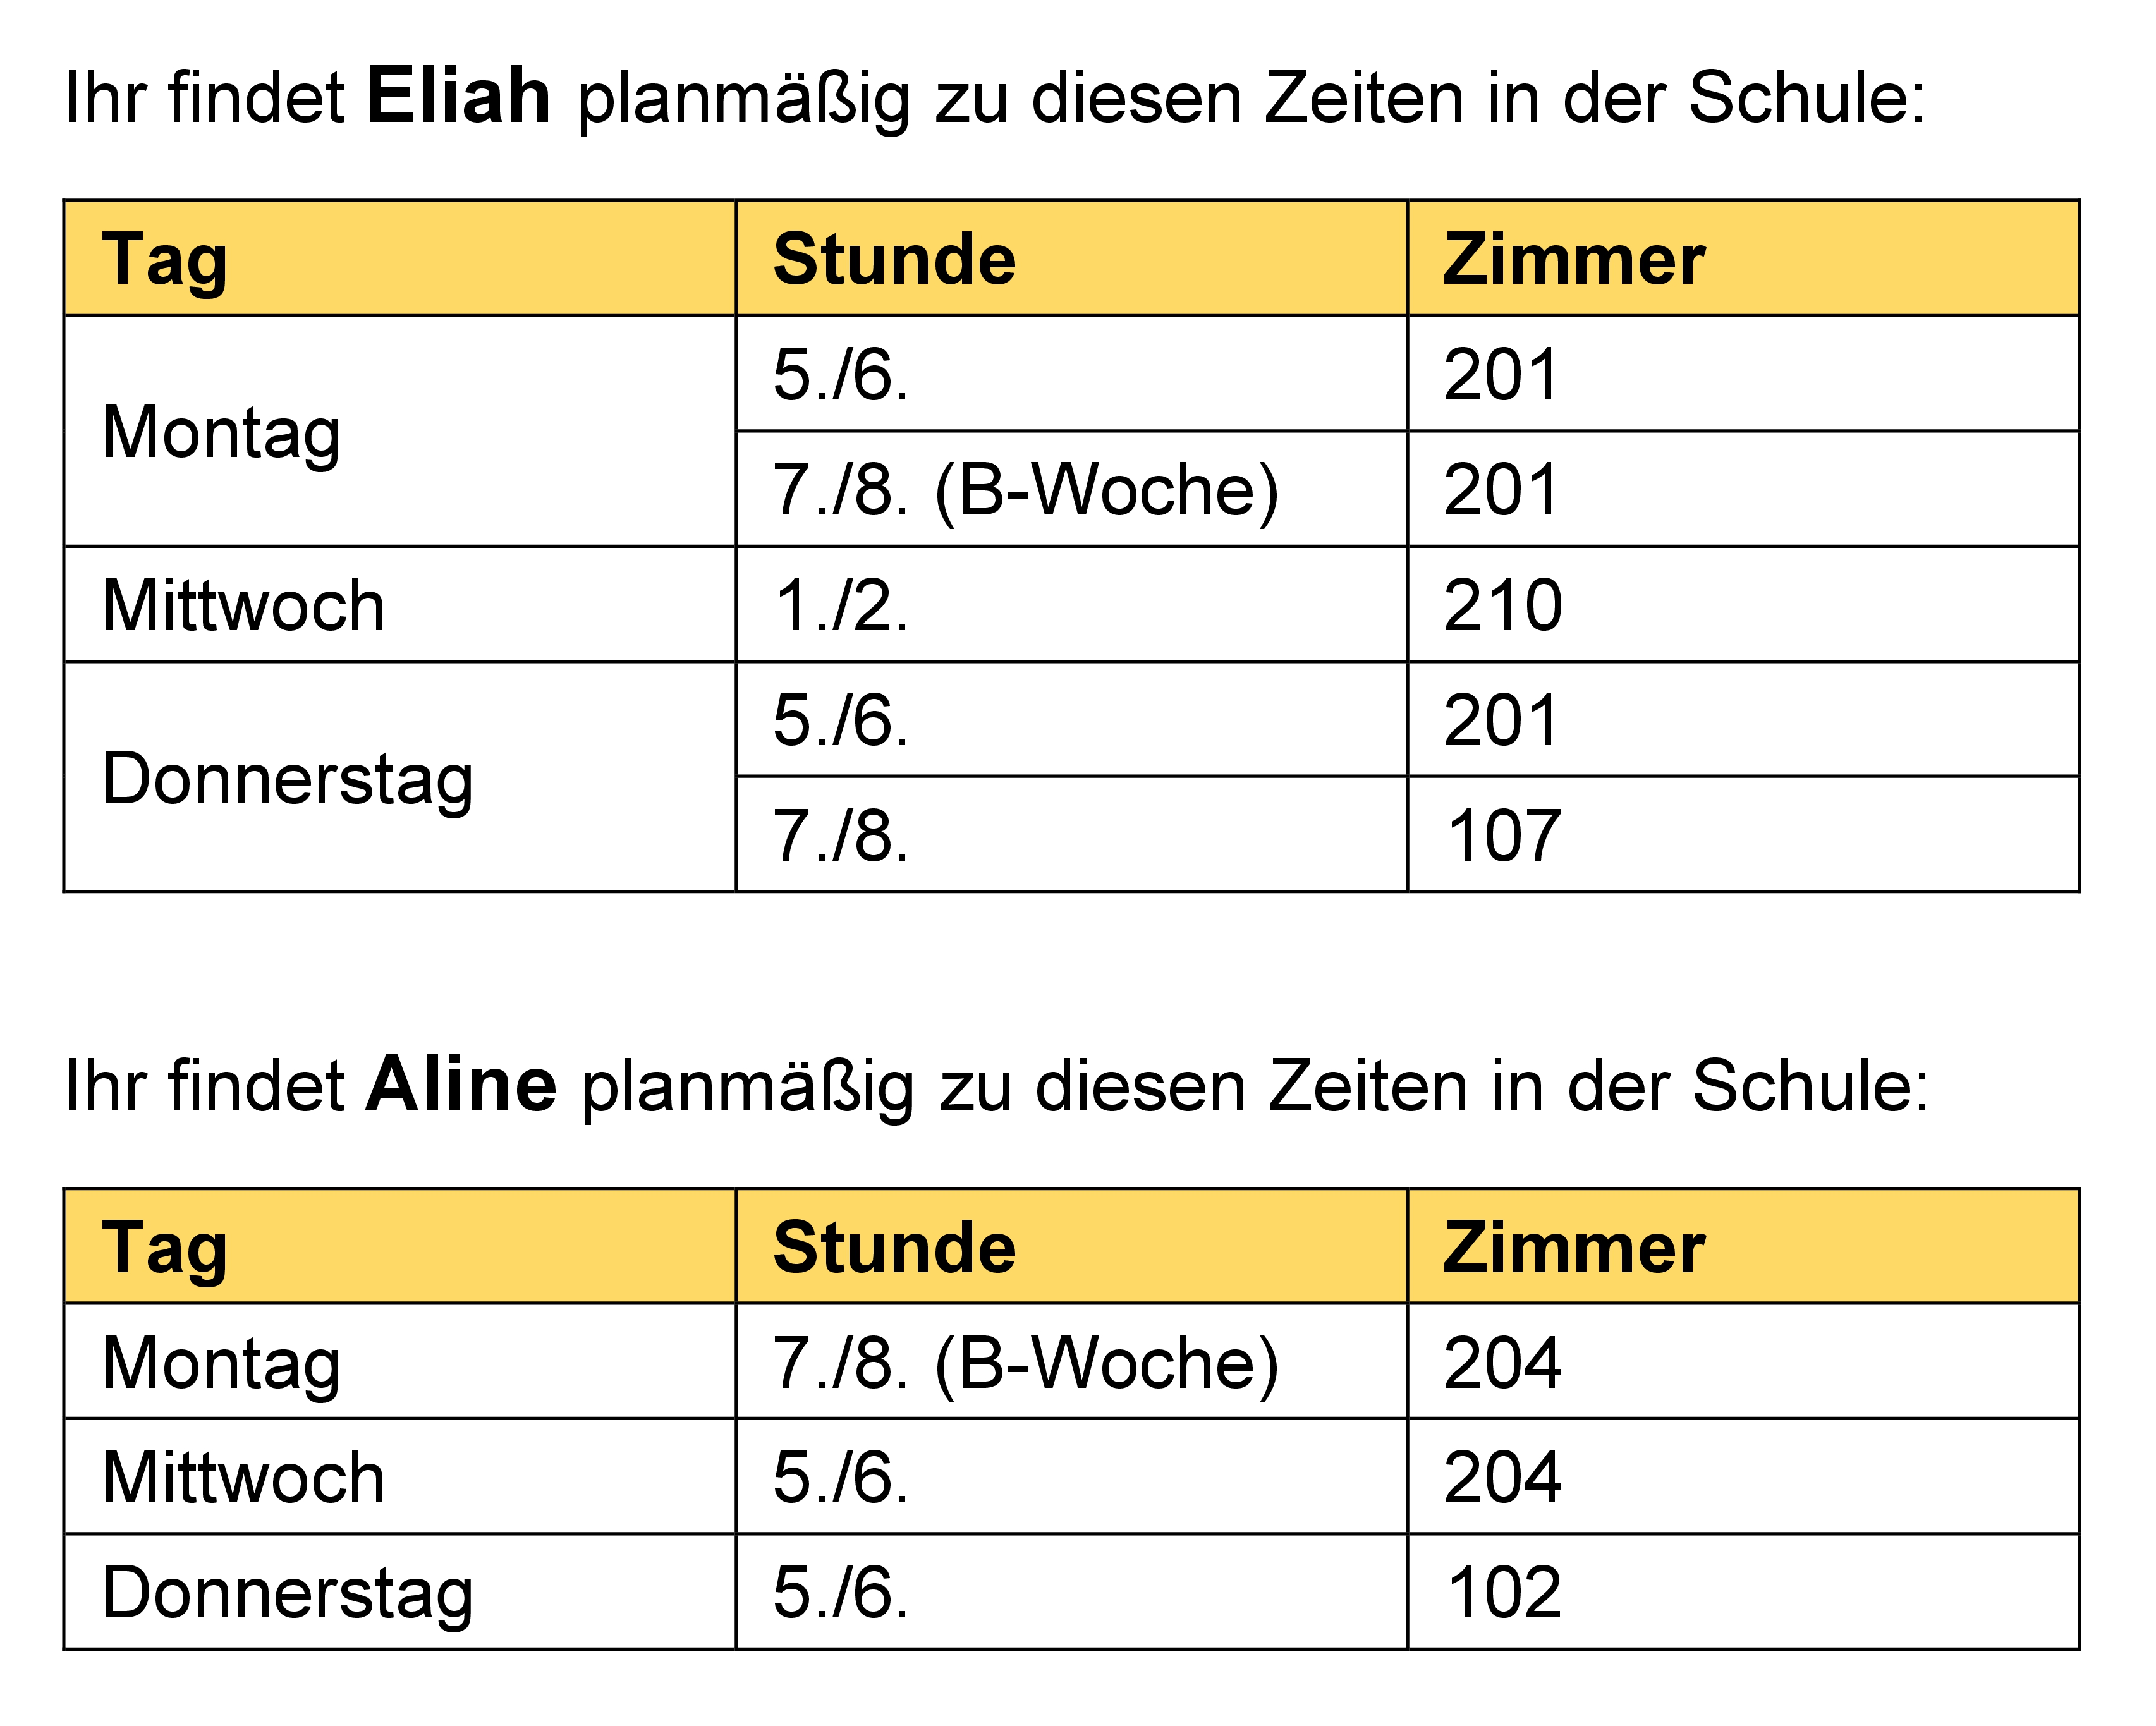 Ihr findet Eliah planmäßig zu diesen Zeiten in der Schule:
Tag Stunde Zimmer
Montag 5./6. 201
7./8. (B-Woche) 201
Mittwoch 1./2. 210
Donnerstag 5./6. 201
7./8. 107
Ihr findet Aline planmäßig zu diesen Zeiten in der Schule:
Tag Stunde Zimmer
Montag 7./8. (B-Woche) 204
Mittwoch 5./6. 204
Donnerstag 5./6. 102